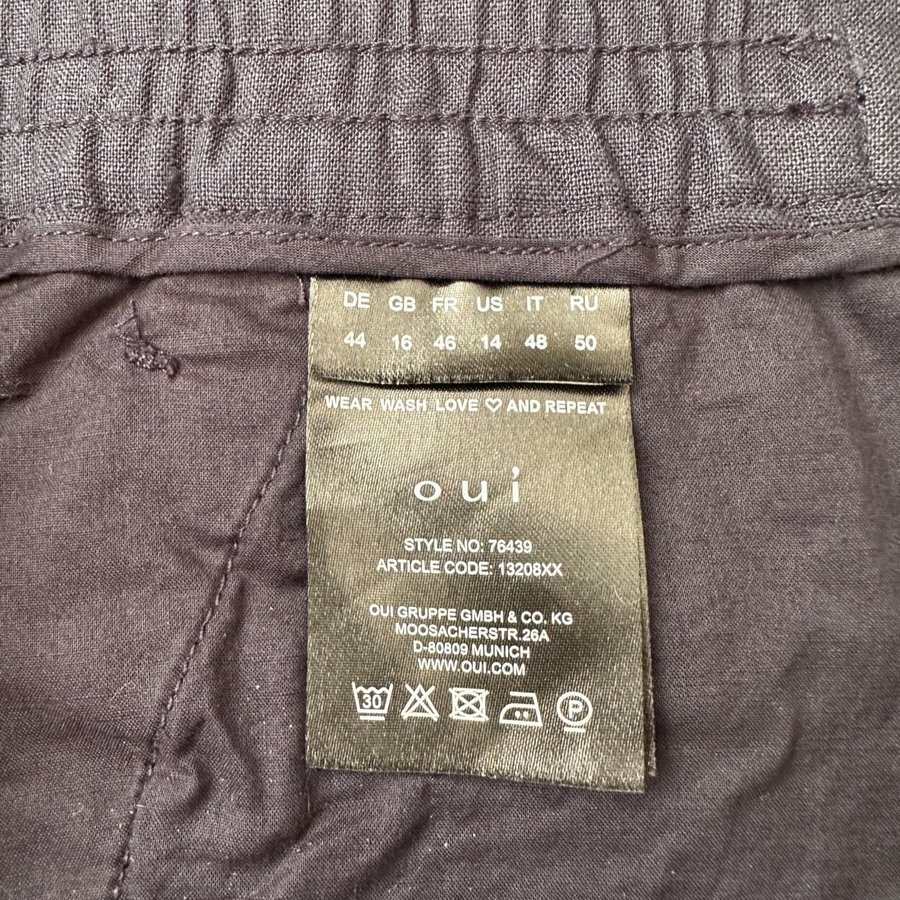 DE GB FR US IT RU
44 16 46 14 48 50
WEAR WASH LOVE ♡ AND REPEAT
oui
STYLE NO: 76439
ARTICLE CODE: 13208XX
OUI GRUPPE GMBH & CO. KG
MOOSACHERSTR.26A
D-80809 MUNICH
WWW.OUI.COM
30 P